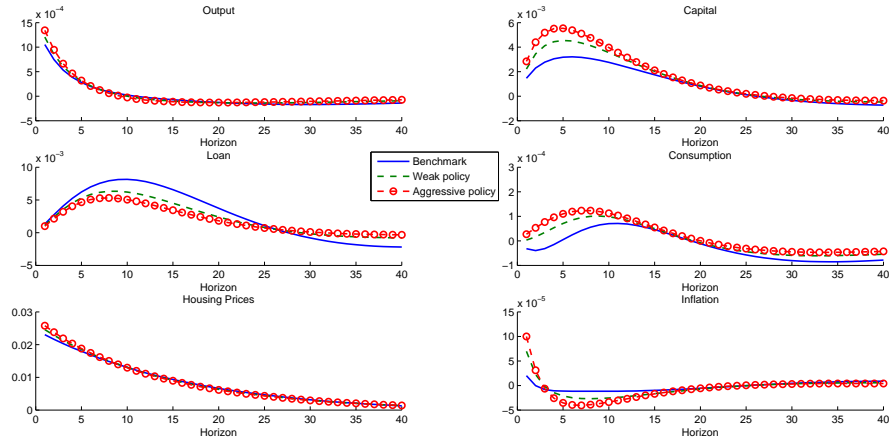 Output
x 10^-4
15
10
5
0
−5
0 5 10 15 20 25 30 35 40
Horizon
Capital
x 10^-3
6
4
2
0
−2
0 5 10 15 20 25 30 35 40
Horizon
Loan
x 10^-3
10
5
0
−5
0 5 10 15 20 25 30 35 40
Horizon
Benchmark
Weak policy
Aggressive policy
Consumption
x 10^-4
3
2
1
0
−1
0 5 10 15 20 25 30 35 40
Horizon
Housing Prices
0.03
0.02
0.01
0
0 5 10 15 20 25 30 35 40
Horizon
Inflation
x 10^-5
15
10
5
0
−5
0 5 10 15 20 25 30 35 40
Horizon